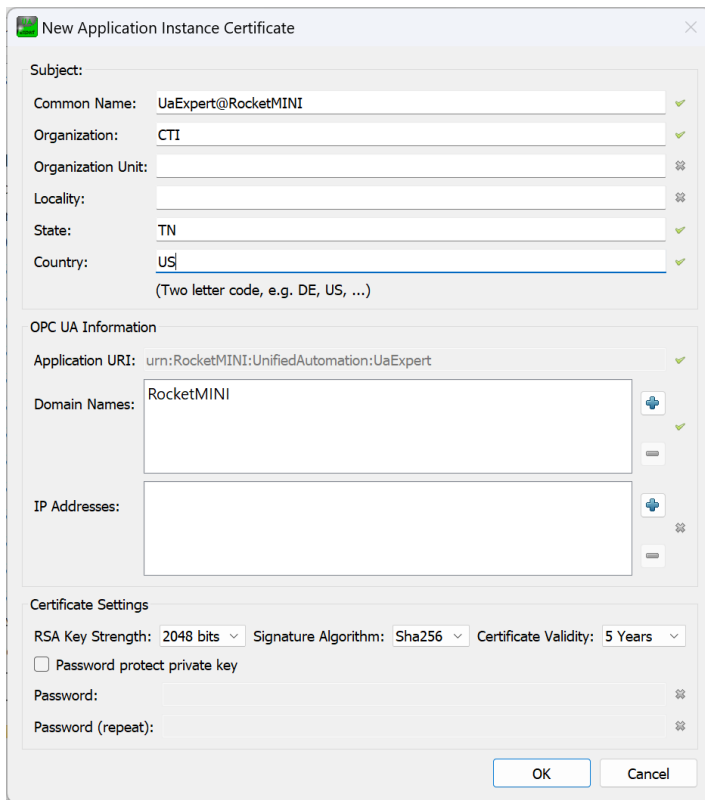 New Application Instance Certificate
Subject:
Common Name: UaExpert@RocketMINI
Organization: CTI
Organization Unit:
Locality:
State: TN
Country: US
(Two letter code, e.g. DE, US, ...)
OPC UA Information
Application URI: urn:RocketMINI:UnifiedAutomation:UaExpert
Domain Names: RocketMINI
IP Addresses:
Certificate Settings
RSA Key Strength: 2048 bits Signature Algorithm: Sha256 Certificate Validity: 5 Years
Password protect private key
Password:
Password (repeat):
OK Cancel